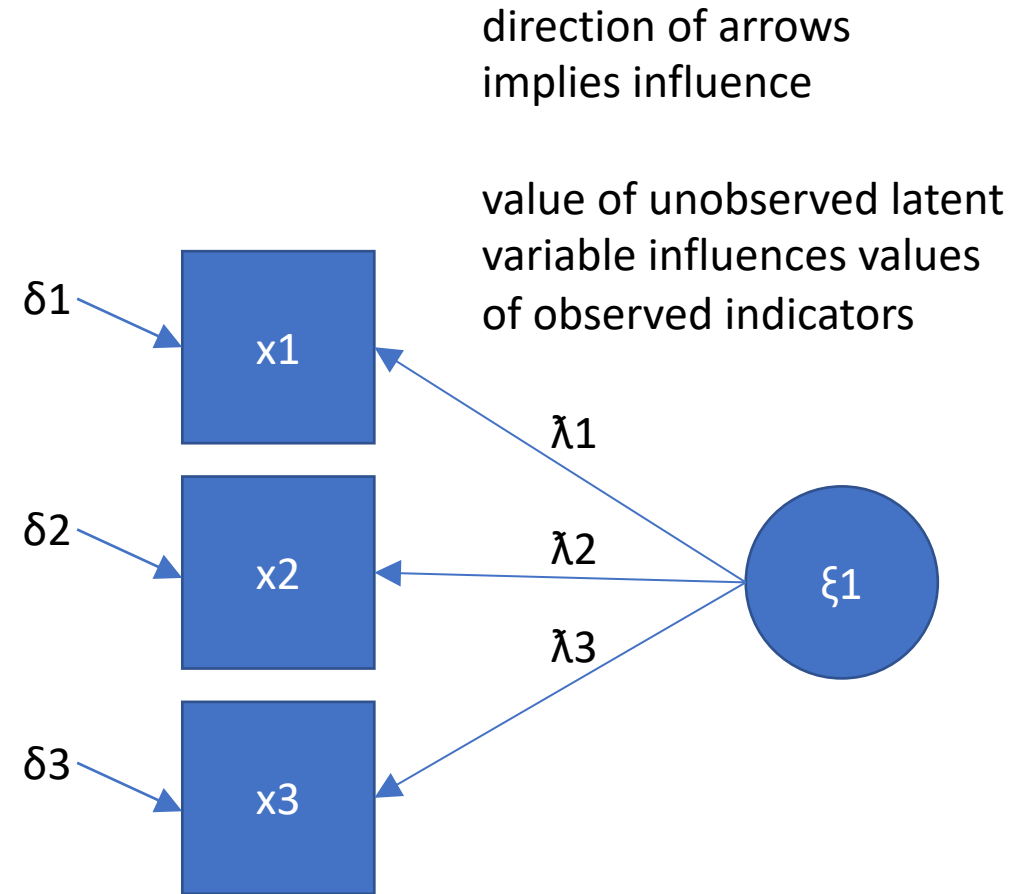 direction of arrows
implies influence
value of unobserved latent
variable influences values
of observed indicators
δ1
x1
ƛ1
δ2
x2
ƛ2
ξ1
ƛ3
δ3
x3